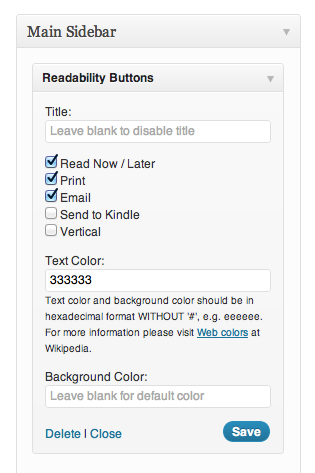 Main Sidebar
Readability Buttons
Title:
Leave blank to disable title
Read Now / Later
Print
Email
Send to Kindle
Vertical
Text Color:
333333
Text color and background color should be in
hexadecimal format WITHOUT '#', e.g. eeeeee.
For more information please visit Web colors at
Wikipedia.
Background Color:
Leave blank for default color
Delete | Close
Save